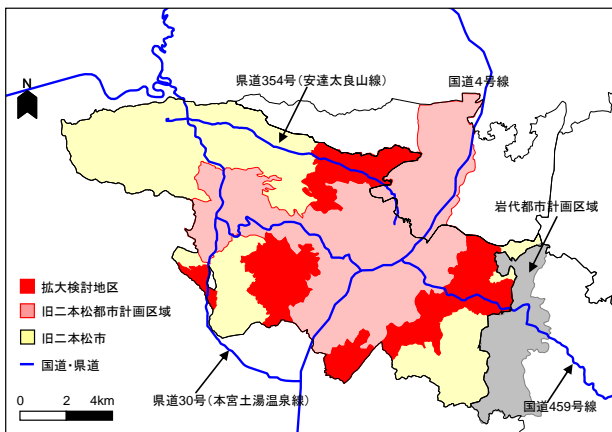 県道354号(安達太良山線)
国道4号線
N
岩代都市計画区域
拡大検討地区
旧二本松都市計画区域
旧二本松市
国道・県道
県道30号(本宮土湯温泉線)
国道459号線
0 2 4km